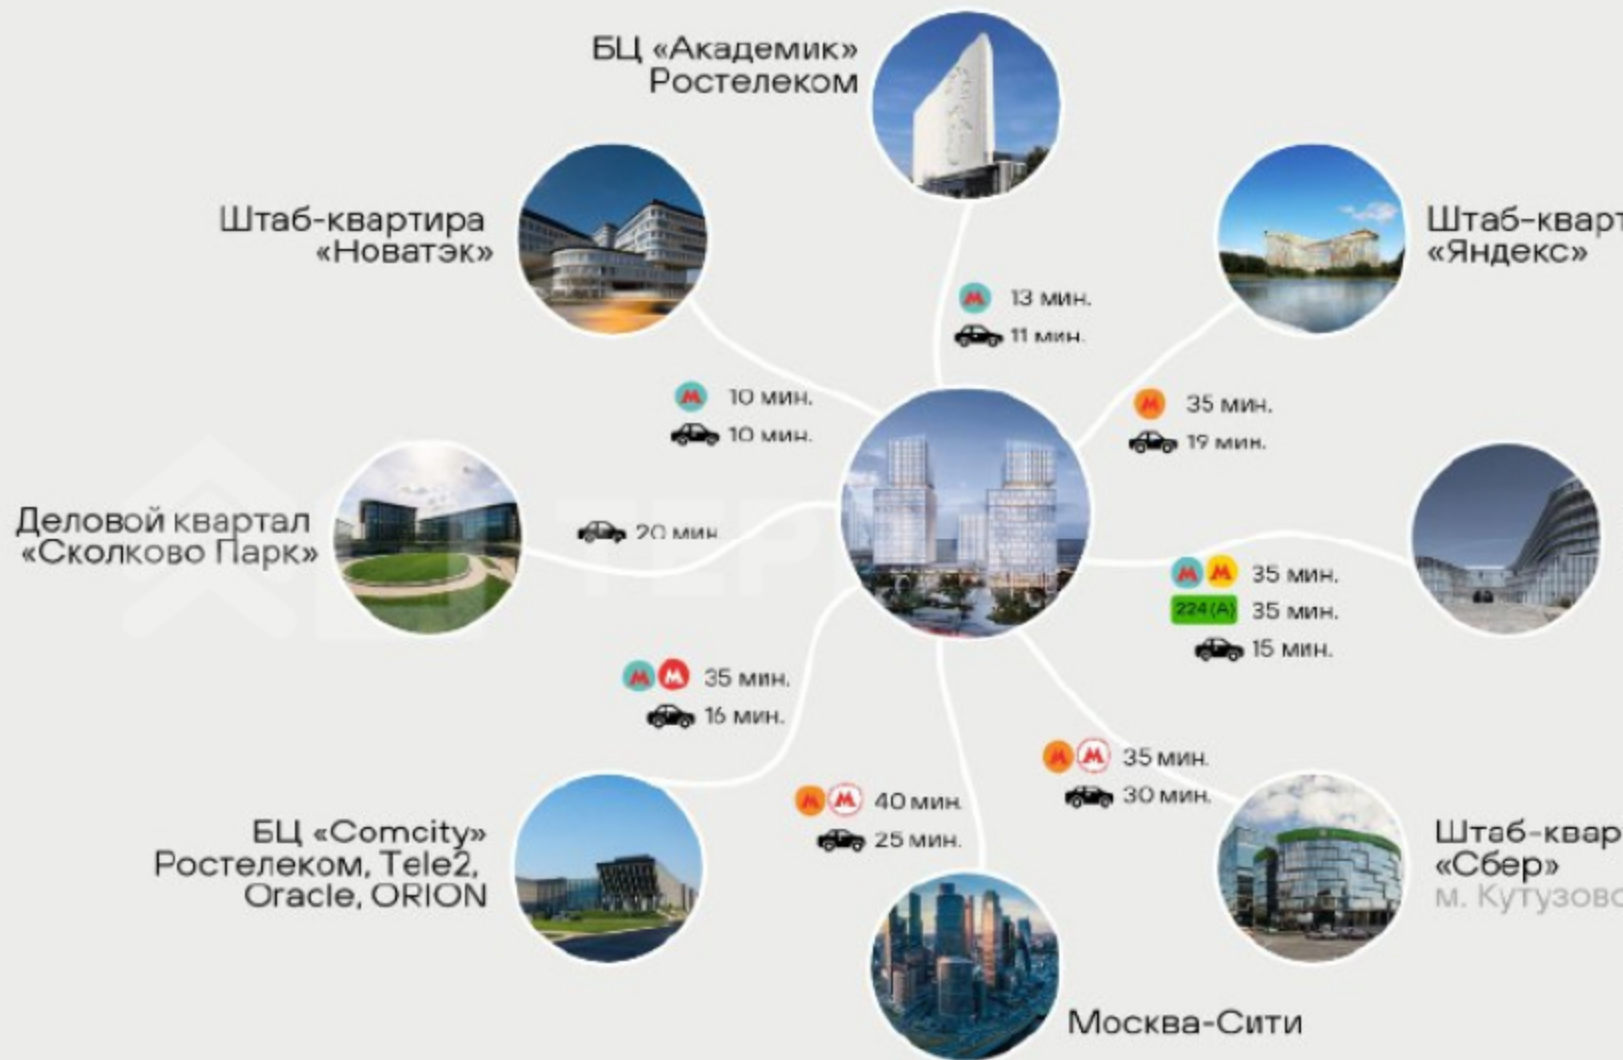 БЦ «Академик»
Ростелеком
Штаб-квартира
«Новатэк»
Штаб-кварт
«Яндекс»
М 13 мин.
11 мин.
М 10 мин.
10 мин.
М 35 мин.
19 мин.
Деловой квартал
«Сколково Парк»
20 мин
М М 35 мин.
224(А) 35 мин.
15 мин.
М М 35 мин.
16 мин.
М М 35 мин.
30 мин.
М М 40 мин.
25 мин.
БЦ «Comcity»
Ростелеком, Tele2,
Oracle, ORION
Штаб-квар
«Сбер»
м. Кутузово
Москва-Сити